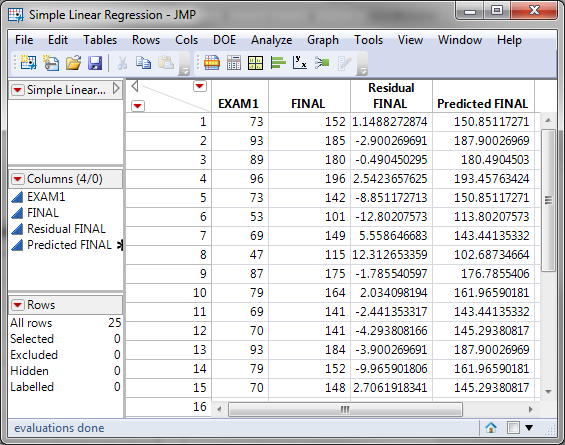 Simple Linear Regression - JMP
File Edit Tables Rows Cols DOE Analyze Graph Tools View Window Help
Simple Linear...
Columns (4/0)
EXAM1
FINAL
Residual FINAL
Predicted FINAL
Rows
All rows 25
Selected 0
Excluded 0
Hidden 0
Labelled 0
EXAM1 FINAL Residual FINAL Predicted FINAL
1 73 152 1.1488272874 150.85117271
2 93 185 -2.900269691 187.90026969
3 89 180 -0.490450295 180.4904503
4 96 196 2.5423657625 193.45763424
5 73 142 -8.851172713 150.85117271
6 53 101 -12.80207573 113.80207573
7 69 149 5.558646683 143.44135332
8 47 115 12.312653359 102.68734664
9 87 175 -1.785540597 176.7855406
10 79 164 2.034098194 161.96590181
11 69 141 -2.441353317 143.44135332
12 70 141 -4.293808166 145.29380817
13 93 184 -3.900269691 187.90026969
14 79 152 -9.965901806 161.96590181
15 70 148 2.7061918341 145.29380817
16
evaluations done